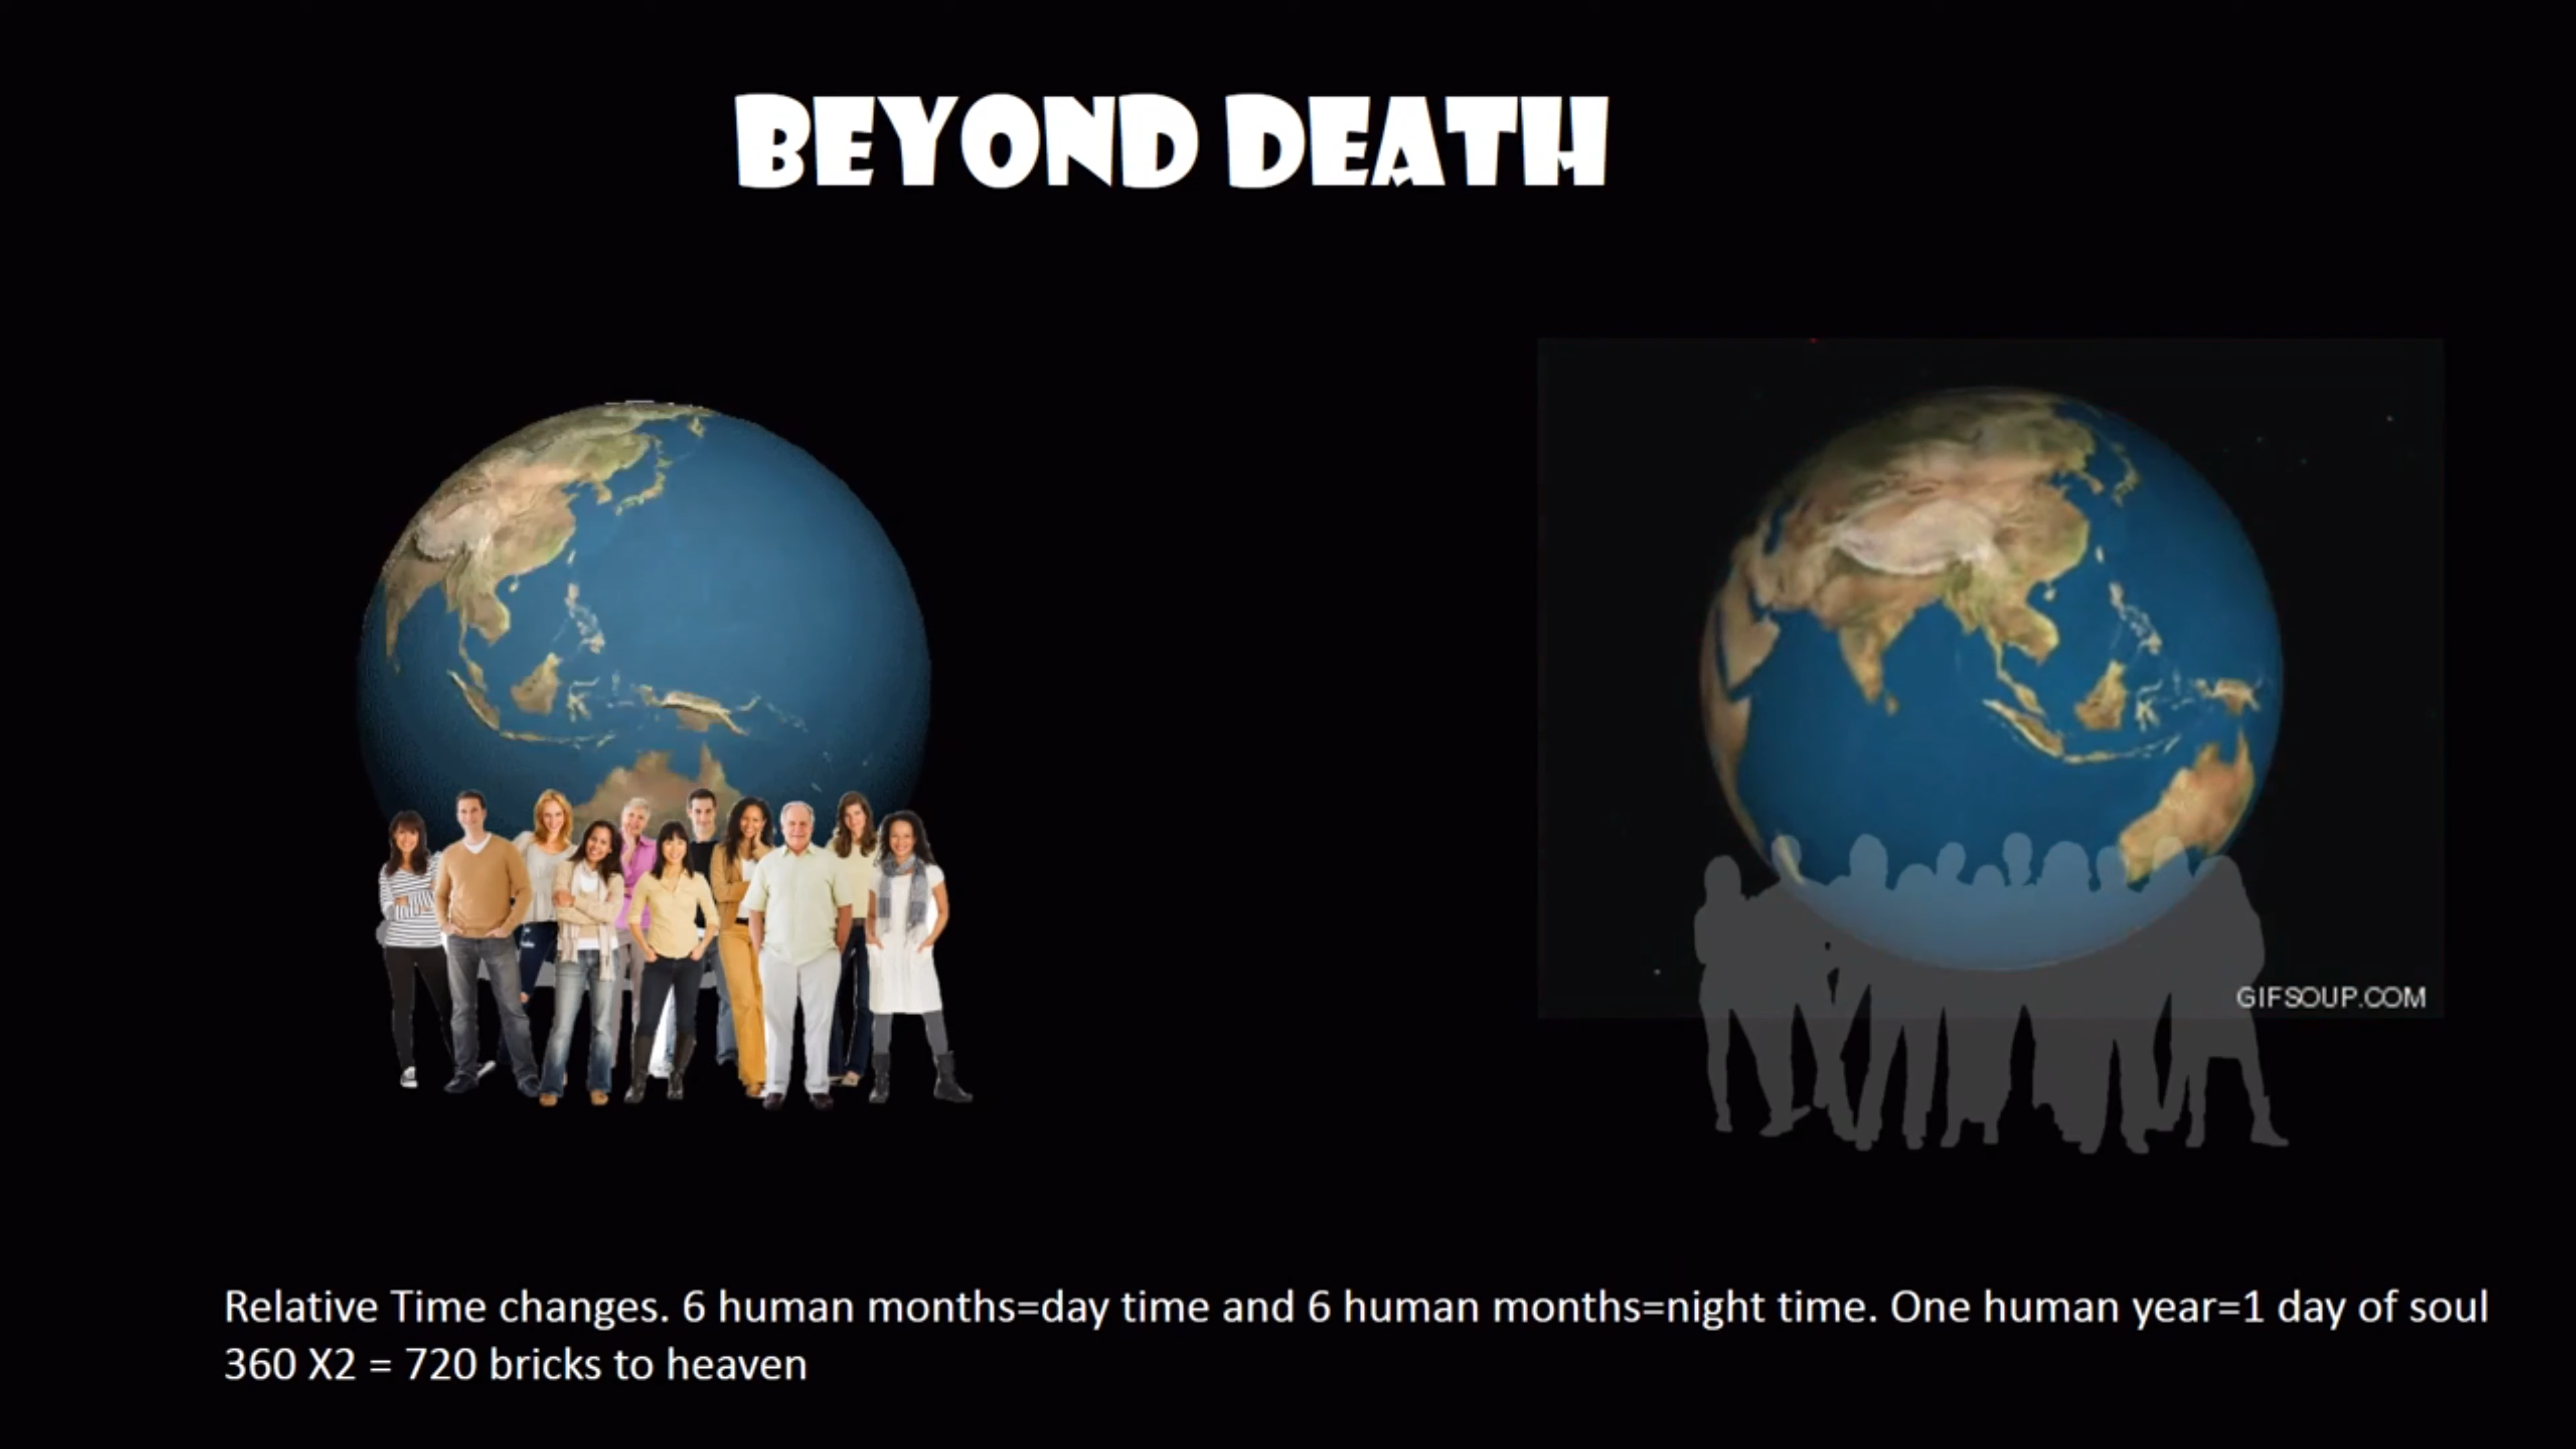 BEYOND DEATH
GIFSOUP.COM
Relative Time changes. 6 human months=day time and 6 human months=night time. One human year=1 day of soul
360 X2 = 720 bricks to heaven